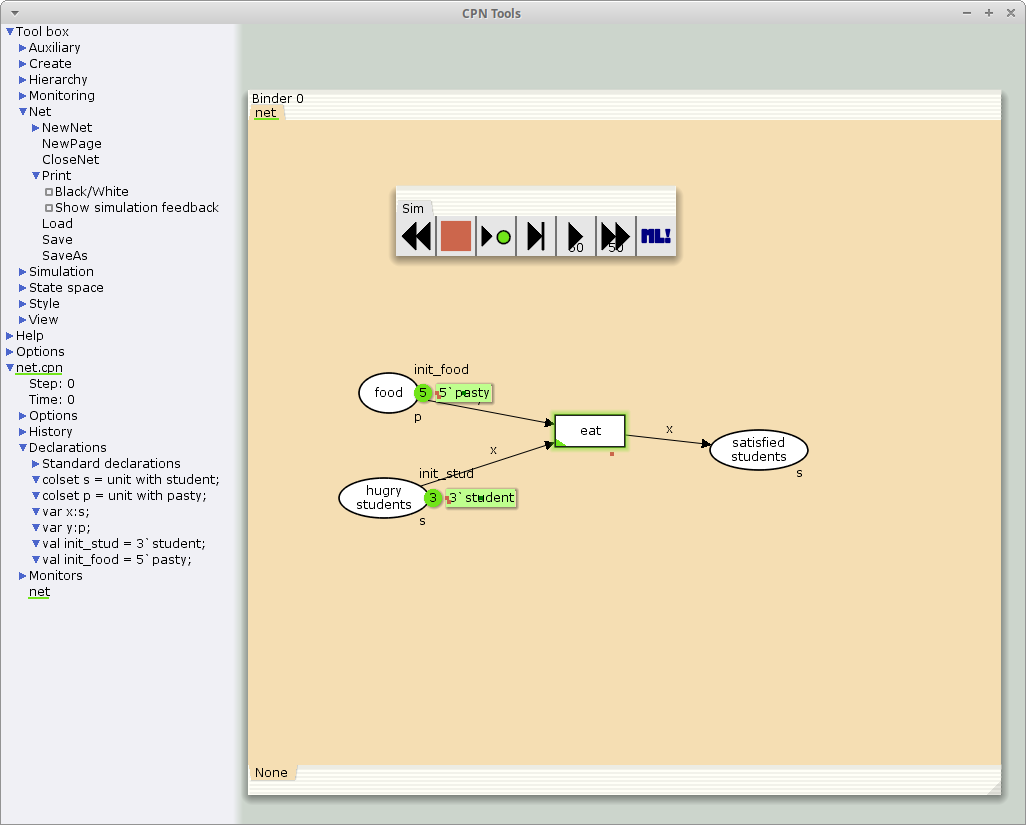 CPN Tools
Tool box
Auxiliary
Create
Hierarchy
Monitoring
Net
NewNet
NewPage
CloseNet
Print
Black/White
Show simulation feedback
Load
Save
SaveAs
Simulation
State space
Style
View
Help
Options
net.cpn
Step: 0
Time: 0
Options
History
Declarations
Standard declarations
colset s = unit with student;
colset p = unit with pasty;
var x:s;
var y:p;
val init_stud = 3`student;
val init_food = 5`pasty;
Monitors
net
Binder 0
net
Sim
50
50
ML!
init_food
food
5
5`pasty
p
eat
x
x
satisfied
students
s
init_stud
hugry
students
3
3`student
s
None